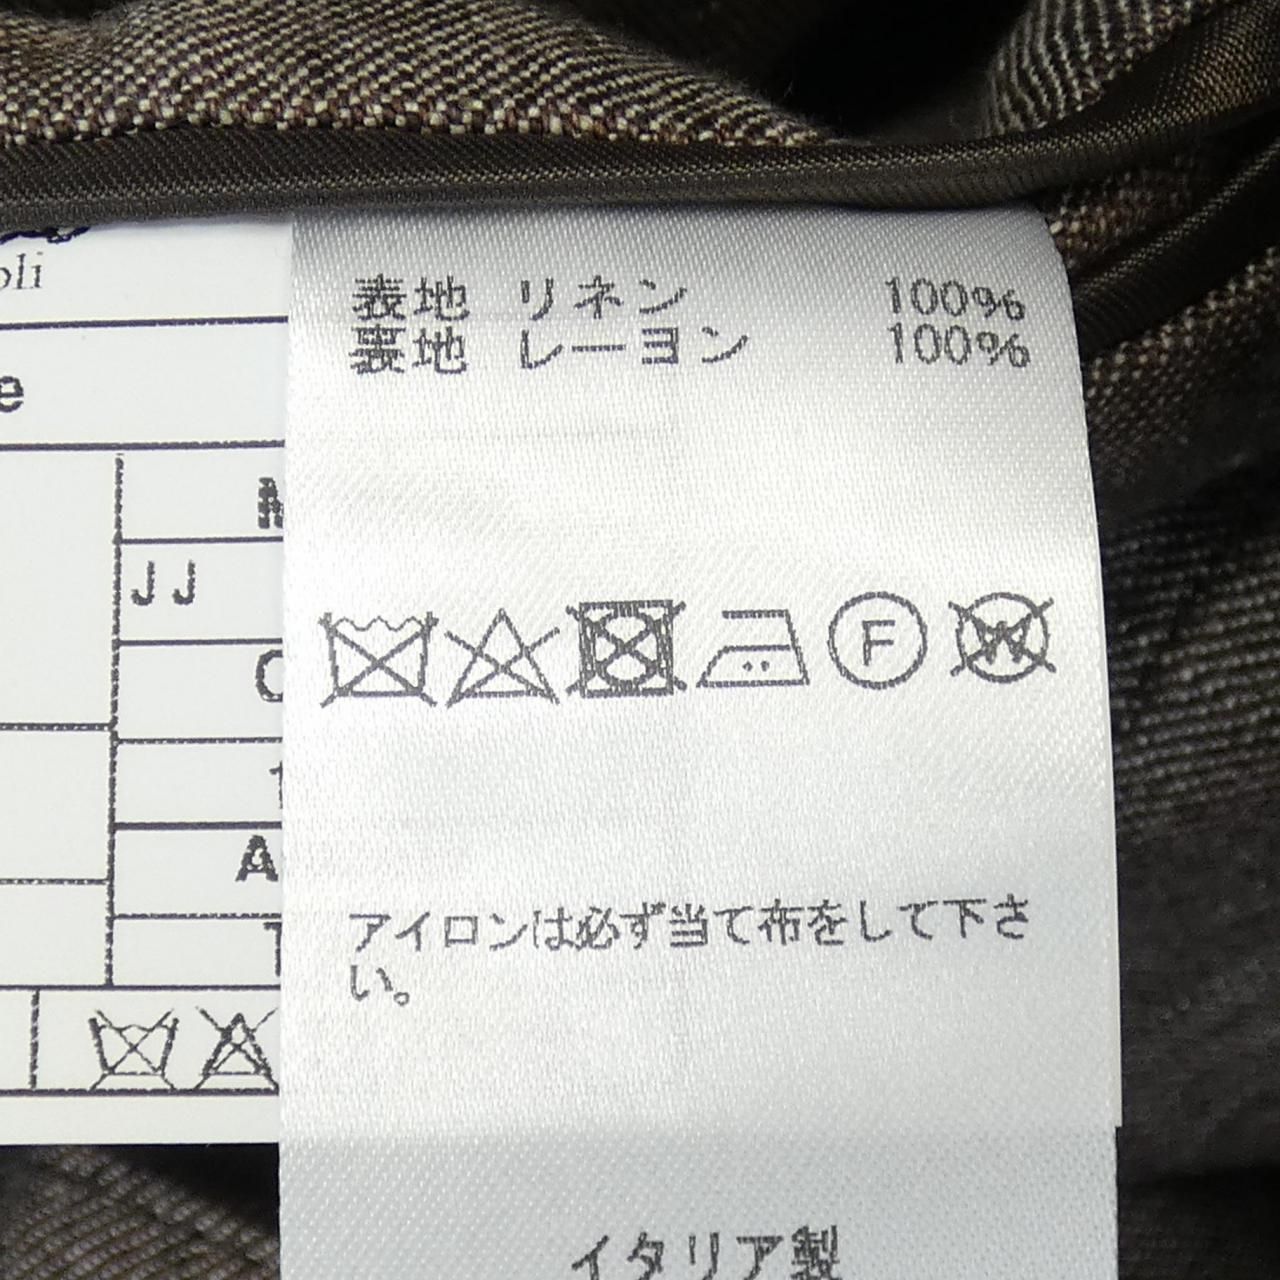 表地 リネン 100%
裏地 レーヨン 100%
F
W
アイロンは必ず当て布をして下さ
い。
イタリア製
oli
e
M
JJ
C
1
A
T